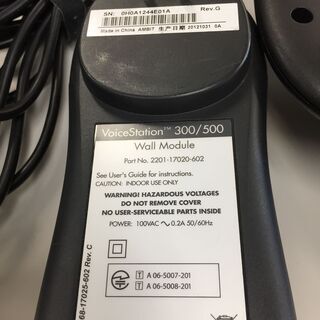 SN: 0H0A1244E01A Rev.G
Made in China AMBIT 生产日期 20121031 0A
VoiceStation™ 300/500
Wall Module
Part No. 2201-17020-602
See User's Guide for instructions.
CAUTION: INDOOR USE ONLY
WARNING! HAZARDOUS VOLTAGES
DO NOT REMOVE COVER
NO USER-SERVICEABLE PARTS INSIDE
POWER: 100VAC ∿ 0.2A 50/60Hz
T A 06-5007-201
T A 06-5008-201
68-17025-602 Rev. C